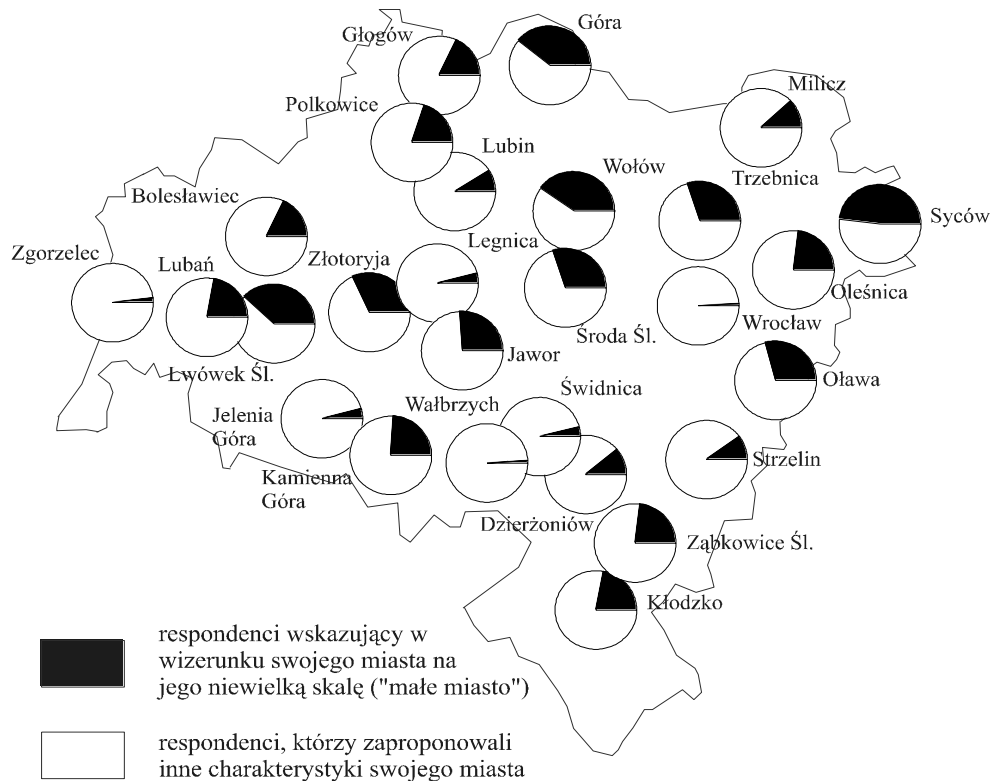 Głogów
Góra
Polkowice
Milicz
Lubin
Wołów
Trzebnica
Bolesławiec
Syców
Zgorzelec
Lubań
Złotoryja
Legnica
Oleśnica
Środa Śl.
Wrocław
Jawor
Lwówek Śl.
Oława
Jelenia
Góra
Wałbrzych
Świdnica
Strzelin
Kamienna
Góra
Dzierżoniów
Ząbkowice Śl.
Kłodzko
respondenci wskazujący w
wizerunku swojego miasta na
jego niewielką skalę ("małe miasto")
respondenci, którzy zaproponowali
inne charakterystyki swojego miasta